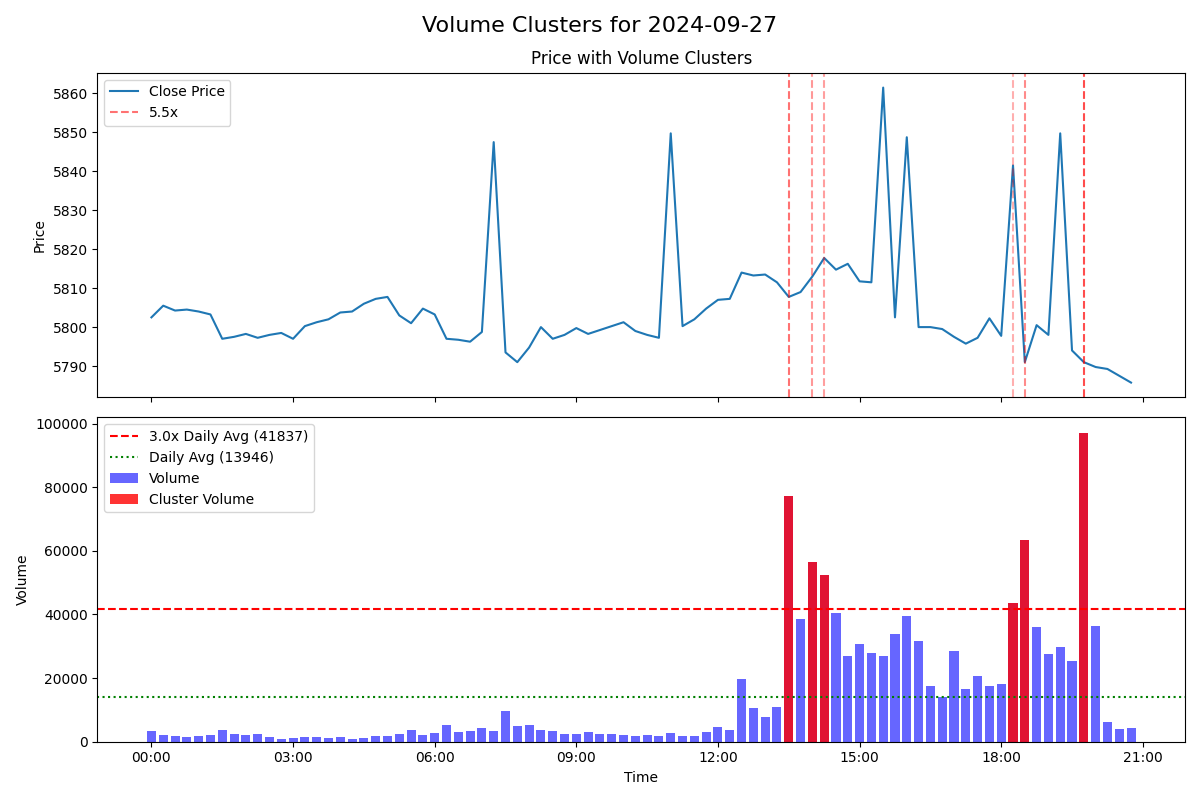 Volume Clusters for 2024-09-27
Price with Volume Clusters
Close Price
5.5x
Price
5860
5850
5840
5830
5820
5810
5800
5790
3.0x Daily Avg (41837)
Daily Avg (13946)
Volume
Cluster Volume
Volume
100000
80000
60000
40000
20000
0
00:00 03:00 06:00 09:00 12:00 15:00 18:00 21:00
Time